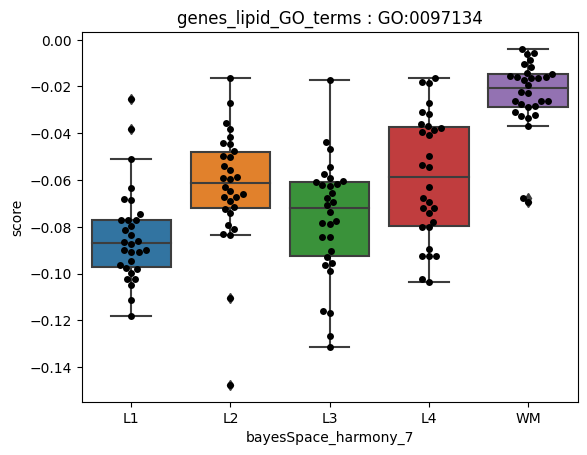 genes_lipid_GO_terms : GO:0097134
score
0.00
−0.02
−0.04
−0.06
−0.08
−0.10
−0.12
−0.14
L1 L2 L3 L4 WM
bayesSpace_harmony_7